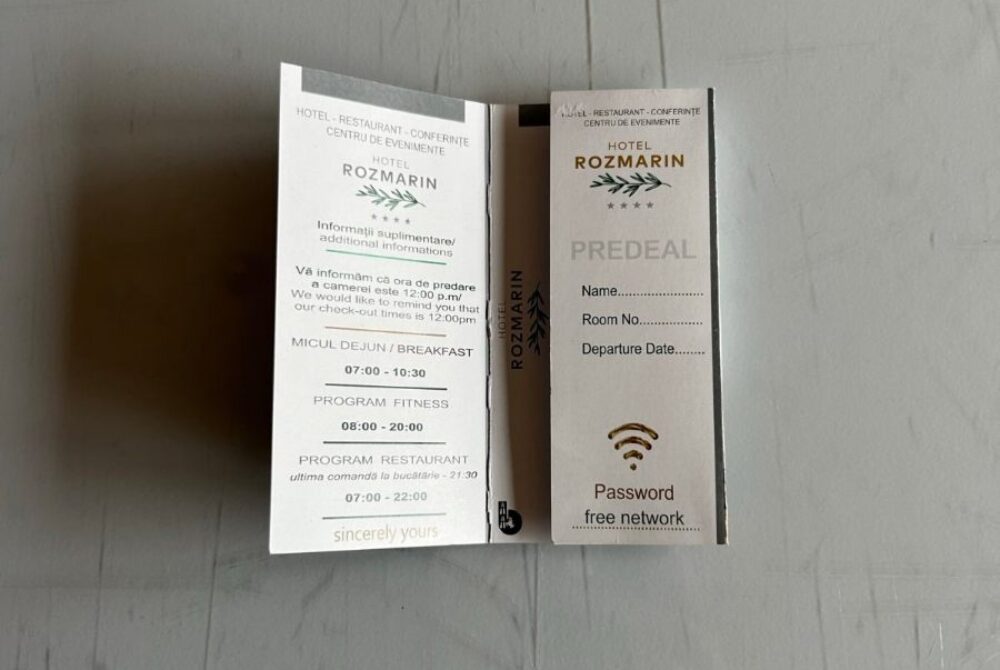 HOTEL - RESTAURANT - CONFERINȚE
CENTRU DE EVENIMENTE
HOTEL
ROZMARIN
Informații suplimentare/
additional informations
Vă informăm că ora de predare
a camerei este 12:00 p.m/
We would like to remind you that
our check-out times is 12:00pm
MICUL DEJUN / BREAKFAST
07:00 - 10:30
PROGRAM FITNESS
08:00 - 20:00
PROGRAM RESTAURANT
ultima comandă la bucătărie - 21:30
07:00 - 22:00
sincerely yours
HOTEL
ROZMARIN
HOTEL - RESTAURANT - CONFERINȚE
CENTRU DE EVENIMENTE
HOTEL
ROZMARIN
PREDEAL
Name......................
Room No................
Departure Date........
Password
free network